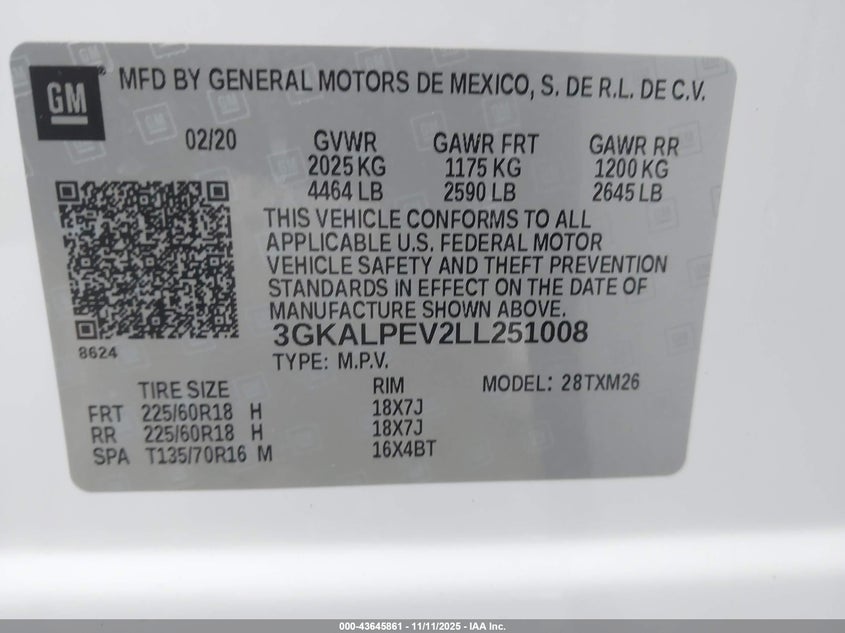 GM ® MFD BY GENERAL MOTORS DE MEXICO, S. DE R.L. DE C.V.
02/20 GVWR GAWR FRT GAWR RR
2025 KG 1175 KG 1200 KG
4464 LB 2590 LB 2645 LB
THIS VEHICLE CONFORMS TO ALL
APPLICABLE U.S. FEDERAL MOTOR
VEHICLE SAFETY AND THEFT PREVENTION
STANDARDS IN EFFECT ON THE DATE OF
MANUFACTURE SHOWN ABOVE.
3GKALPEV2LL251008
8624
TYPE: M.P.V.
TIRE SIZE RIM MODEL: 28TXM26
FRT 225/60R18 H 18X7J
RR 225/60R18 H 18X7J
SPA T135/70R16 M 16X4BT
000-43645861 - 11/11/2025 - IAA Inc.